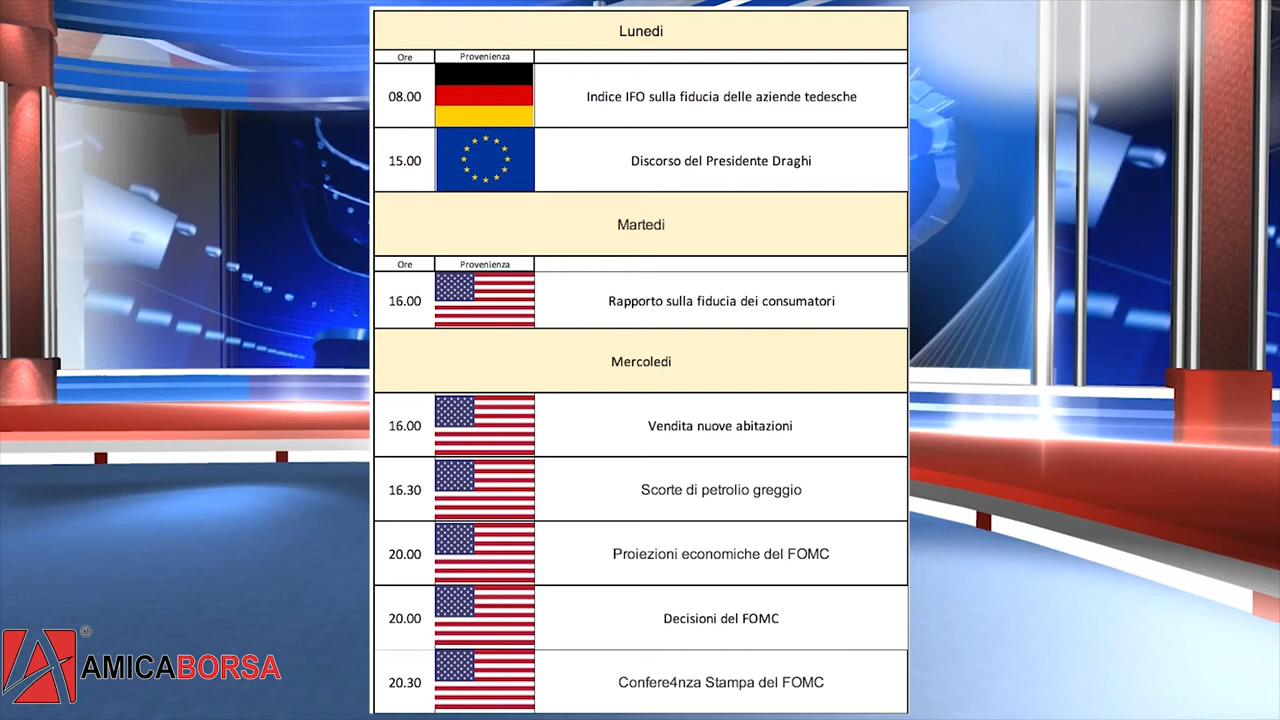 Lunedi
Ore Provenienza
08.00 Indice IFO sulla fiducia delle aziende tedesche
15.00 Discorso del Presidente Draghi
Martedi
Ore Provenienza
16.00 Rapporto sulla fiducia dei consumatori
Mercoledi
16.00 Vendita nuove abitazioni
16.30 Scorte di petrolio greggio
20.00 Proiezioni economiche del FOMC
20.00 Decisioni del FOMC
20.30 Confere4nza Stampa del FOMC
®
AMICABORSA